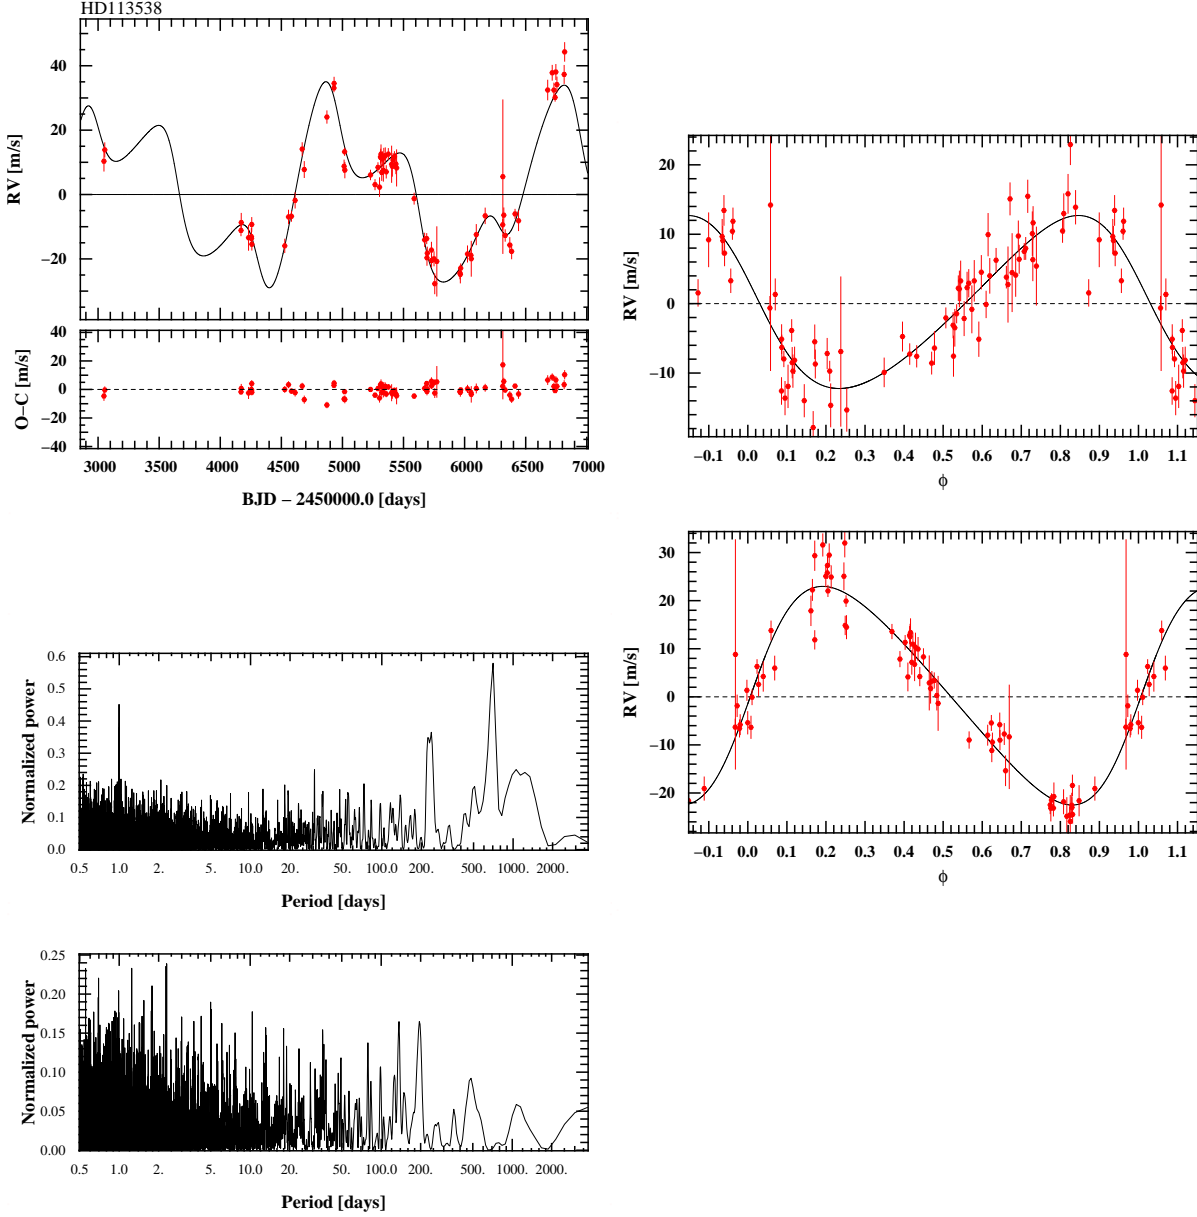 HD113538
RV [m/s]
40
20
0
−20
O−C [m/s]
40
20
0
−20
−40
3000 3500 4000 4500 5000 5500 6000 6500 7000
BJD − 2450000.0 [days]
RV [m/s]
20
10
0
−10
−0.1 0.0 0.1 0.2 0.3 0.4 0.5 0.6 0.7 0.8 0.9 1.0 1.1
ϕ
RV [m/s]
30
20
10
0
−10
−20
−0.1 0.0 0.1 0.2 0.3 0.4 0.5 0.6 0.7 0.8 0.9 1.0 1.1
ϕ
Normalized power
0.6
0.5
0.4
0.3
0.2
0.1
0.0
0.5 1.0 2. 5. 10.0 20. 50. 100.0 200. 500. 1000.0 2000.
Period [days]
Normalized power
0.25
0.20
0.15
0.10
0.05
0.00
0.5 1.0 2. 5. 10.0 20. 50. 100.0 200. 500. 1000.0 2000.
Period [days]